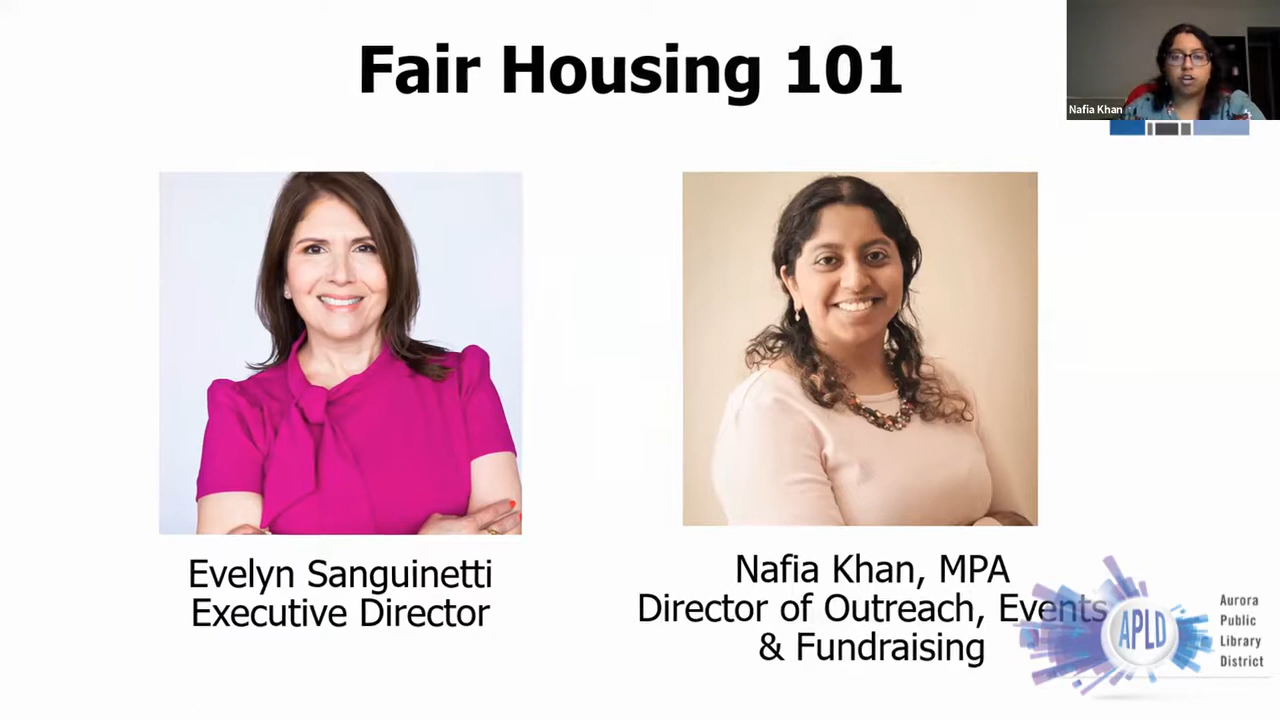 Fair Housing 101
Nafia Khan
Evelyn Sanguinetti
Executive Director
Nafia Khan, MPA
Director of Outreach, Events
& Fundraising
APLD
Aurora
Public
Library
District